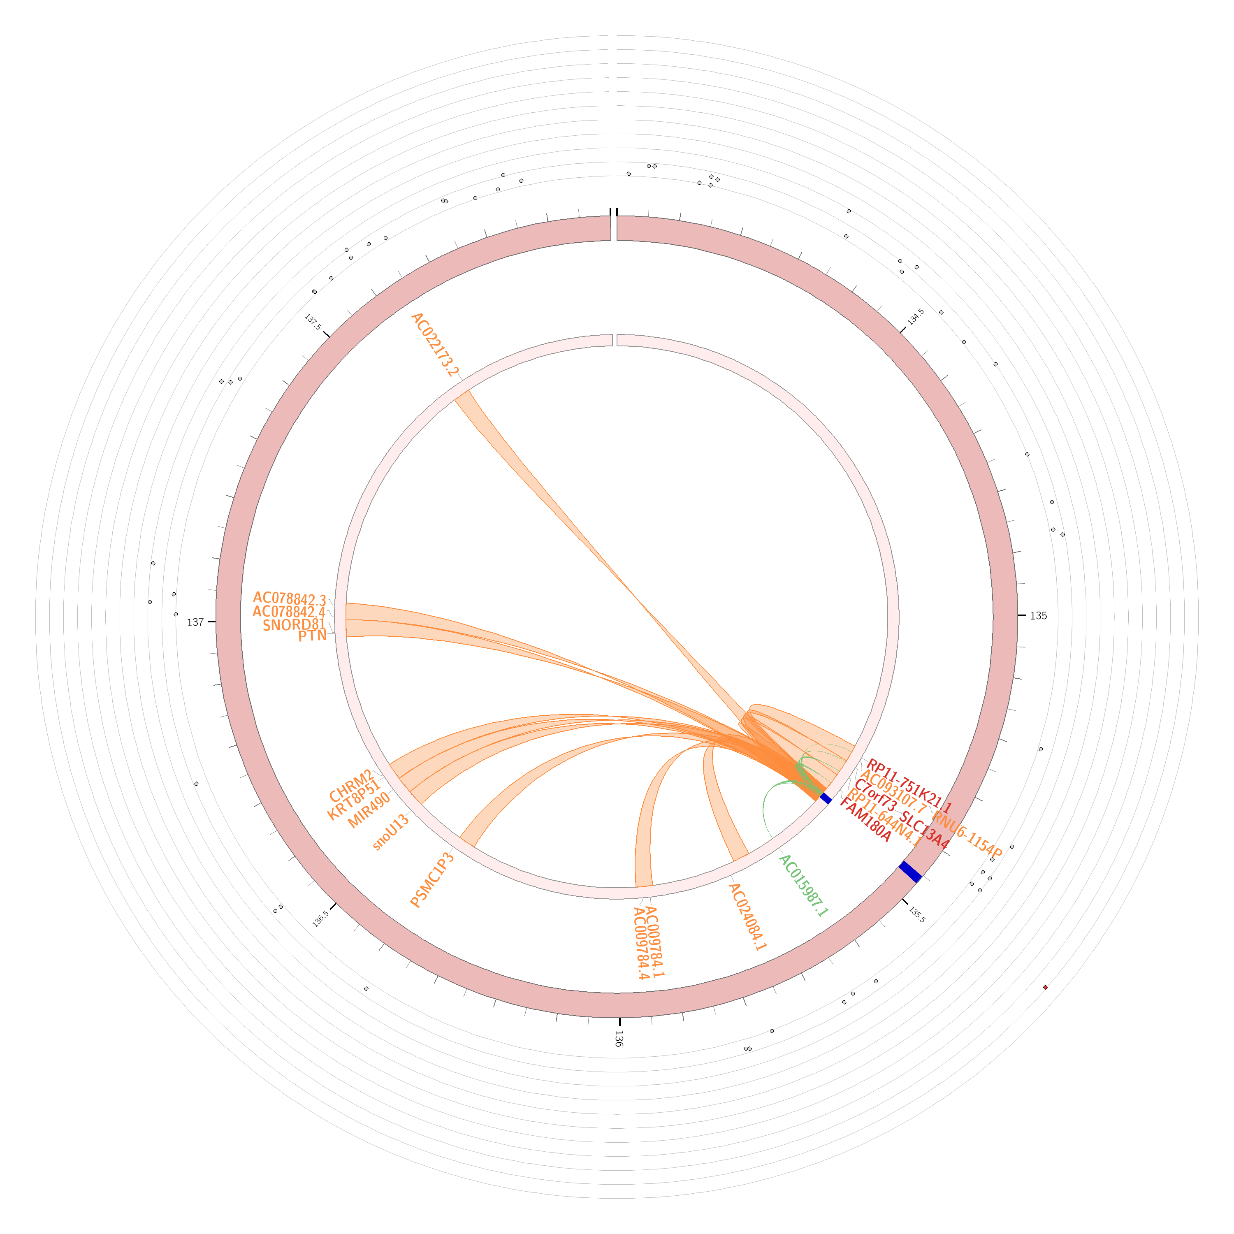 134.5
135
135.5
136
136.5
137
137.5
AC022173.2
AC078842.3
AC078842.4
SNORD81
PTN
CHRM2
KRT8P51
MIR490
snoU13
PSMC1P3
AC009784.4
AC009784.1
AC024084.1
AC015987.1
RP11-751K21.1
AC093107.7 RNU6-1154P
C7orf73 SLC13A4
RP11-644N4.1
FAM180A